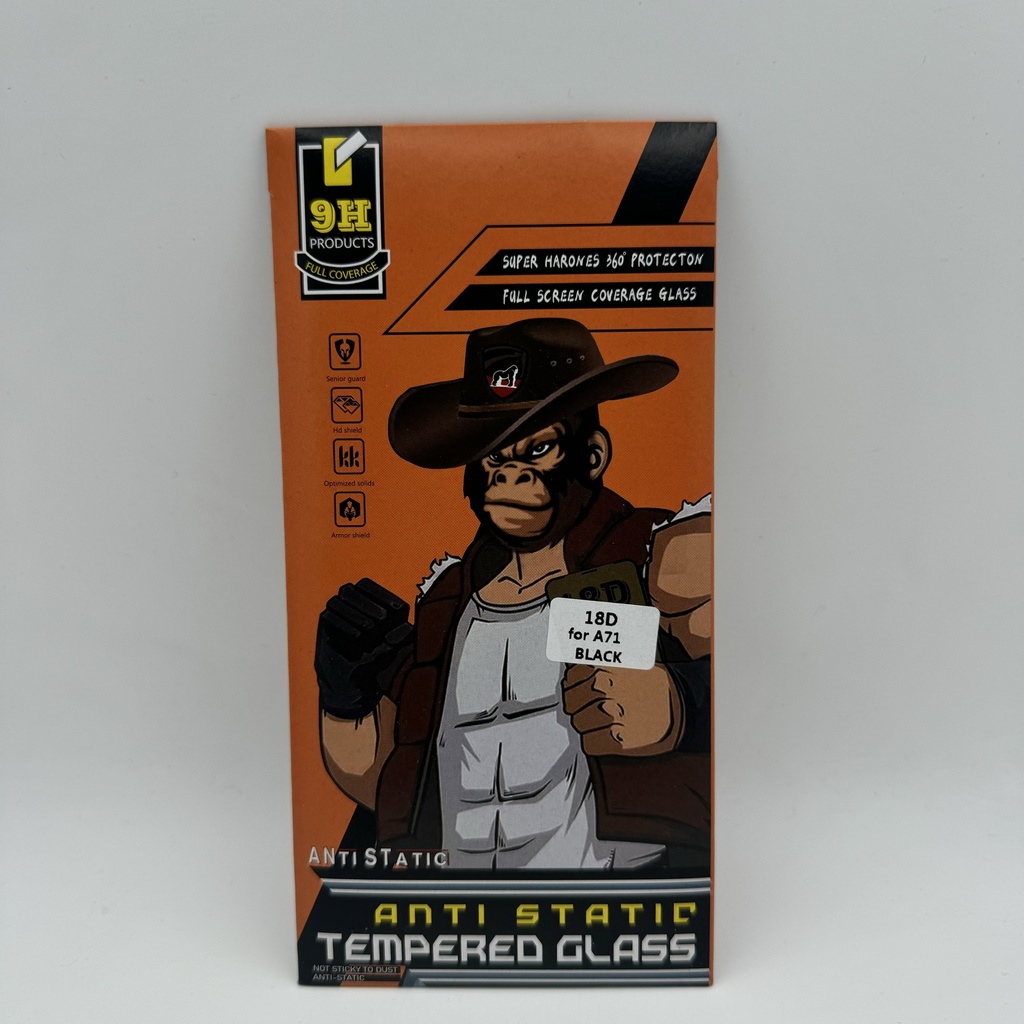 9H
PRODUCTS
FULL COVERAGE
SUPER HARONES 360° PROTECTON
FULL SCREEN COVERAGE GLASS
Senior guard
Hd shield
Optimized solids
Armor shield
18D
18D
for A71
BLACK
ANTI STATIC
ANTI STATIC
TEMPERED GLASS
NOT STICKY TO DUST
ANTI-STATIC